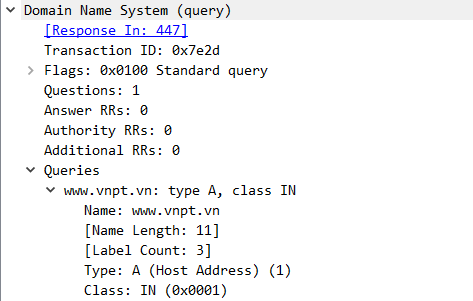 Domain Name System (query)
[Response In: 447]
Transaction ID: 0x7e2d
Flags: 0x0100 Standard query
Questions: 1
Answer RRs: 0
Authority RRs: 0
Additional RRs: 0
Queries
www.vnpt.vn: type A, class IN
Name: www.vnpt.vn
[Name Length: 11]
[Label Count: 3]
Type: A (Host Address) (1)
Class: IN (0x0001)